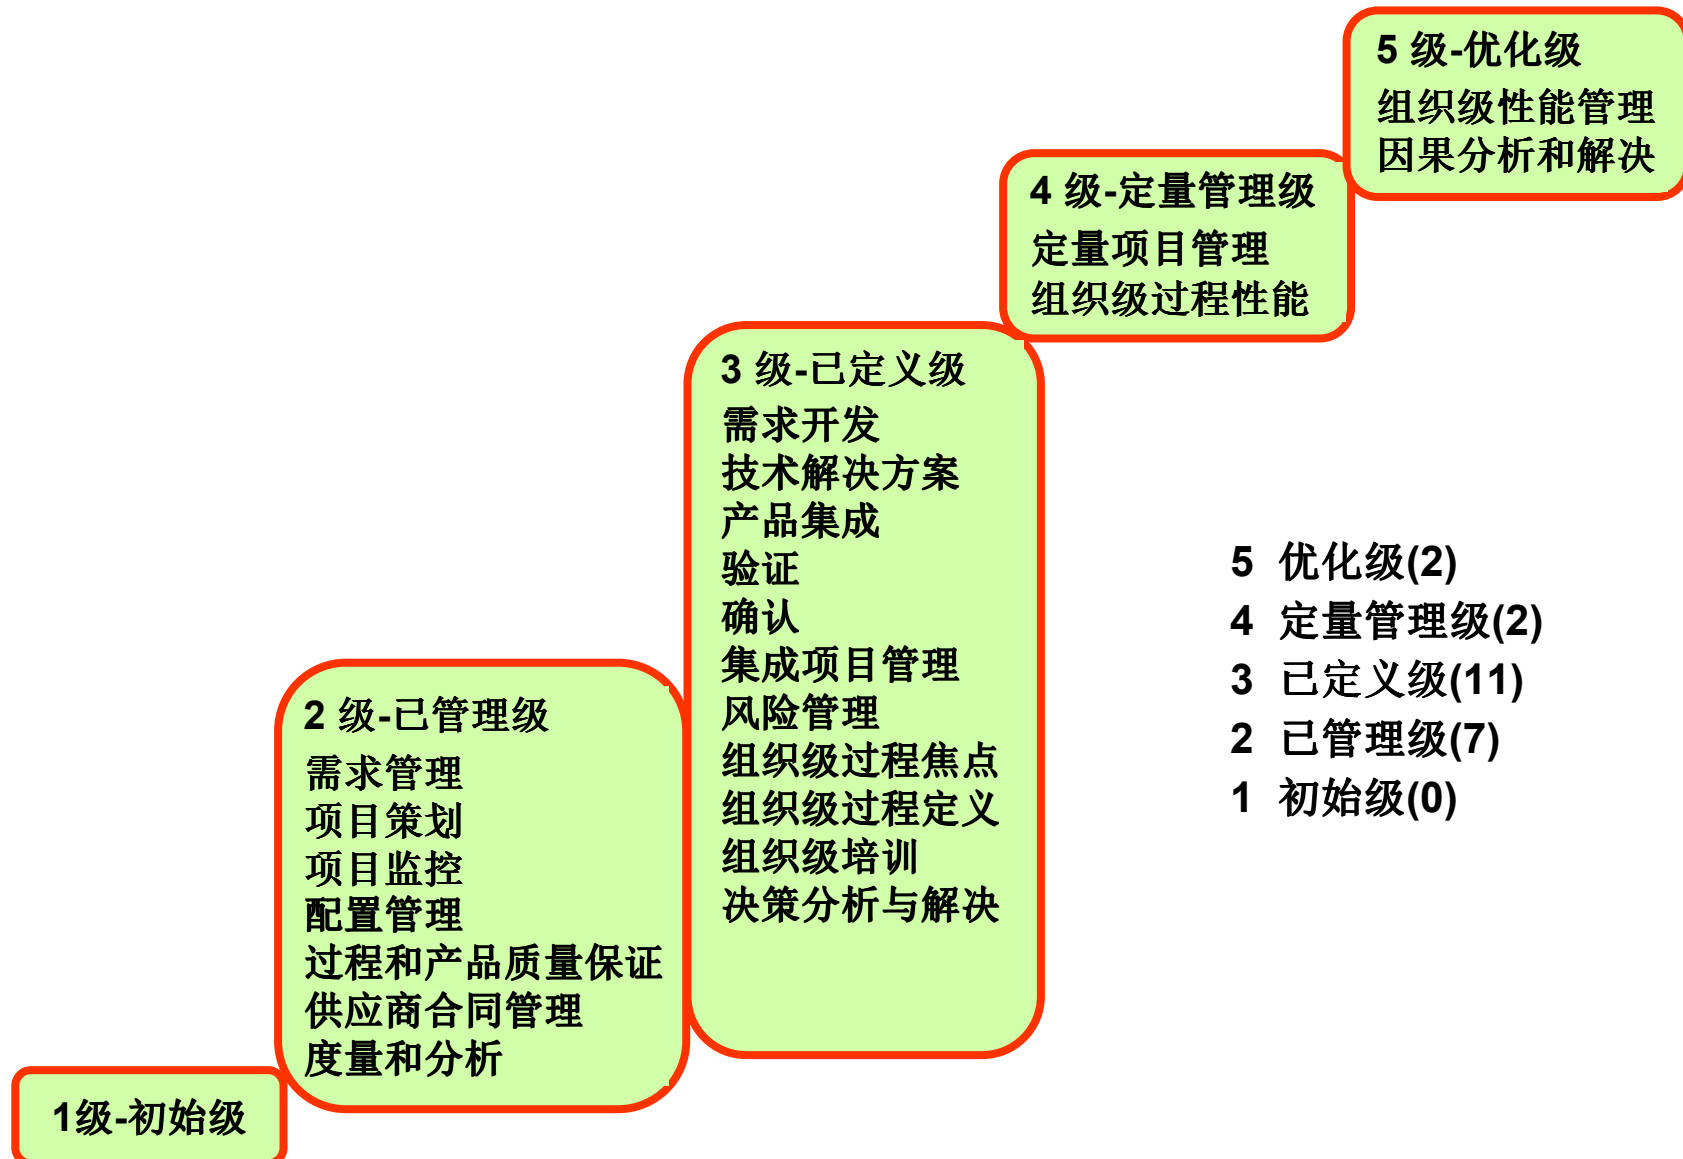 5 级-优化级
组织级性能管理
因果分析和解决
4 级-定量管理级
定量项目管理
组织级过程性能
3 级-已定义级
需求开发
技术解决方案
产品集成
验证
确认
集成项目管理
风险管理
组织级过程焦点
组织级过程定义
组织级培训
决策分析与解决
2 级-已管理级
需求管理
项目策划
项目监控
配置管理
过程和产品质量保证
供应商合同管理
度量和分析
1级-初始级
5 优化级(2)
4 定量管理级(2)
3 已定义级(11)
2 已管理级(7)
1 初始级(0)